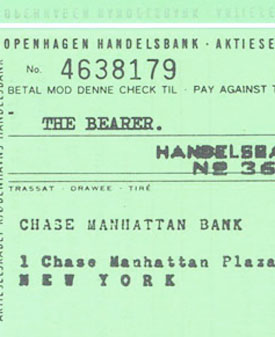 OPENHAGEN HANDELSBANK · AKTIESE
No. 4638179
BETAL MOD DENNE CHECK TIL · PAY AGAINST T
THE BEARER.
HANDELSBA
No 36
TRASSAT · DRAWEE · TIRÉ
CHASE MANHATTAN BANK
1 Chase Manhattan Plaza
NEW YORK